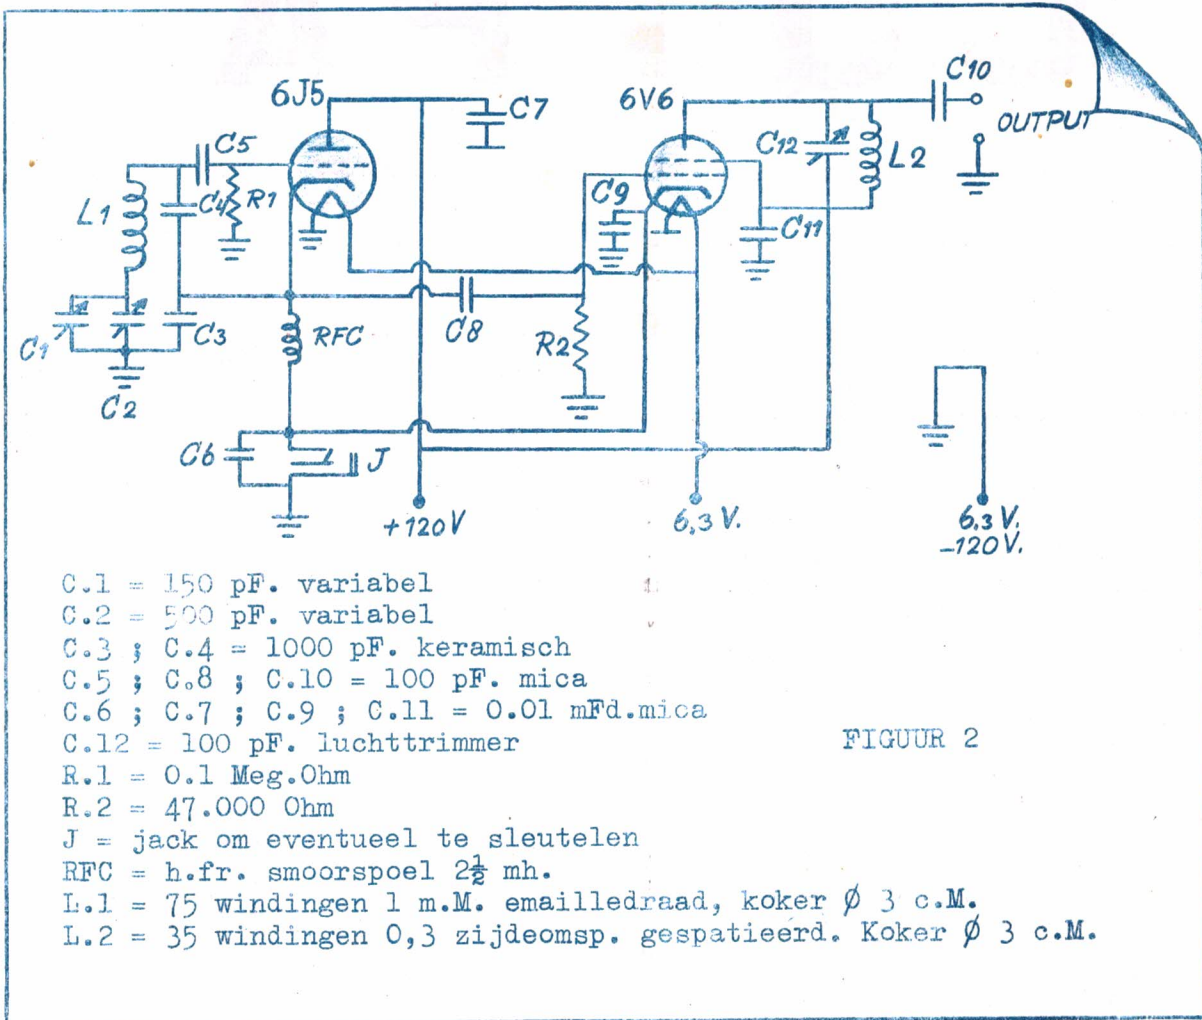 6J5
6V6
C10
C7
OUTPUT
C5
C12
L2
L1
C4
R1
C9
C11
C1
C3
RFC
C8
R2
C2
C6
J
+120V
6,3 V.
6.3 V.
-120V.
C.1 = 150 pF. variabel
C.2 = 500 pF. variabel
C.3 ; C.4 = 1000 pF. keramisch
C.5 ; C.8 ; C.10 = 100 pF. mica
C.6 ; C.7 ; C.9 ; C.11 = 0.01 mFd.mica
C.12 = 100 pF. luchttrimmer
FIGUUR 2
R.1 = 0.1 Meg.Ohm
R.2 = 47.000 Ohm
J = jack om eventueel te sleutelen
RFC = h.fr. smoorspoel 2½ mh.
L.1 = 75 windingen 1 m.M. emailledraad, koker Ø 3 c.M.
L.2 = 35 windingen 0,3 zijdeomsp. gespatieerd. Koker Ø 3 c.M.